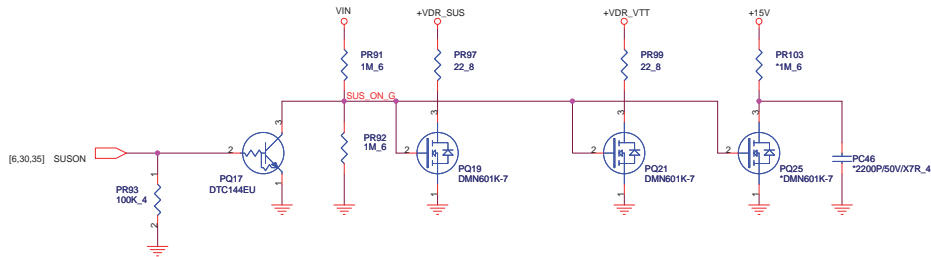 VIN
+VDR_SUS
+VDR_VTT
+15V
PR91
1M_6
PR97
22_8
PR99
22_8
PR103
*1M_6
SUS_ON_G
3
3
3
3
PR92
1M_6
[6,30,35] SUSON
2
2
2
2
PQ17
DTC144EU
PQ19
DMN601K-7
PQ21
DMN601K-7
PQ25
*DMN601K-7
PC46
*2200P/50V/X7R_4
1
1
1
1
1
PR93
100K_4
2